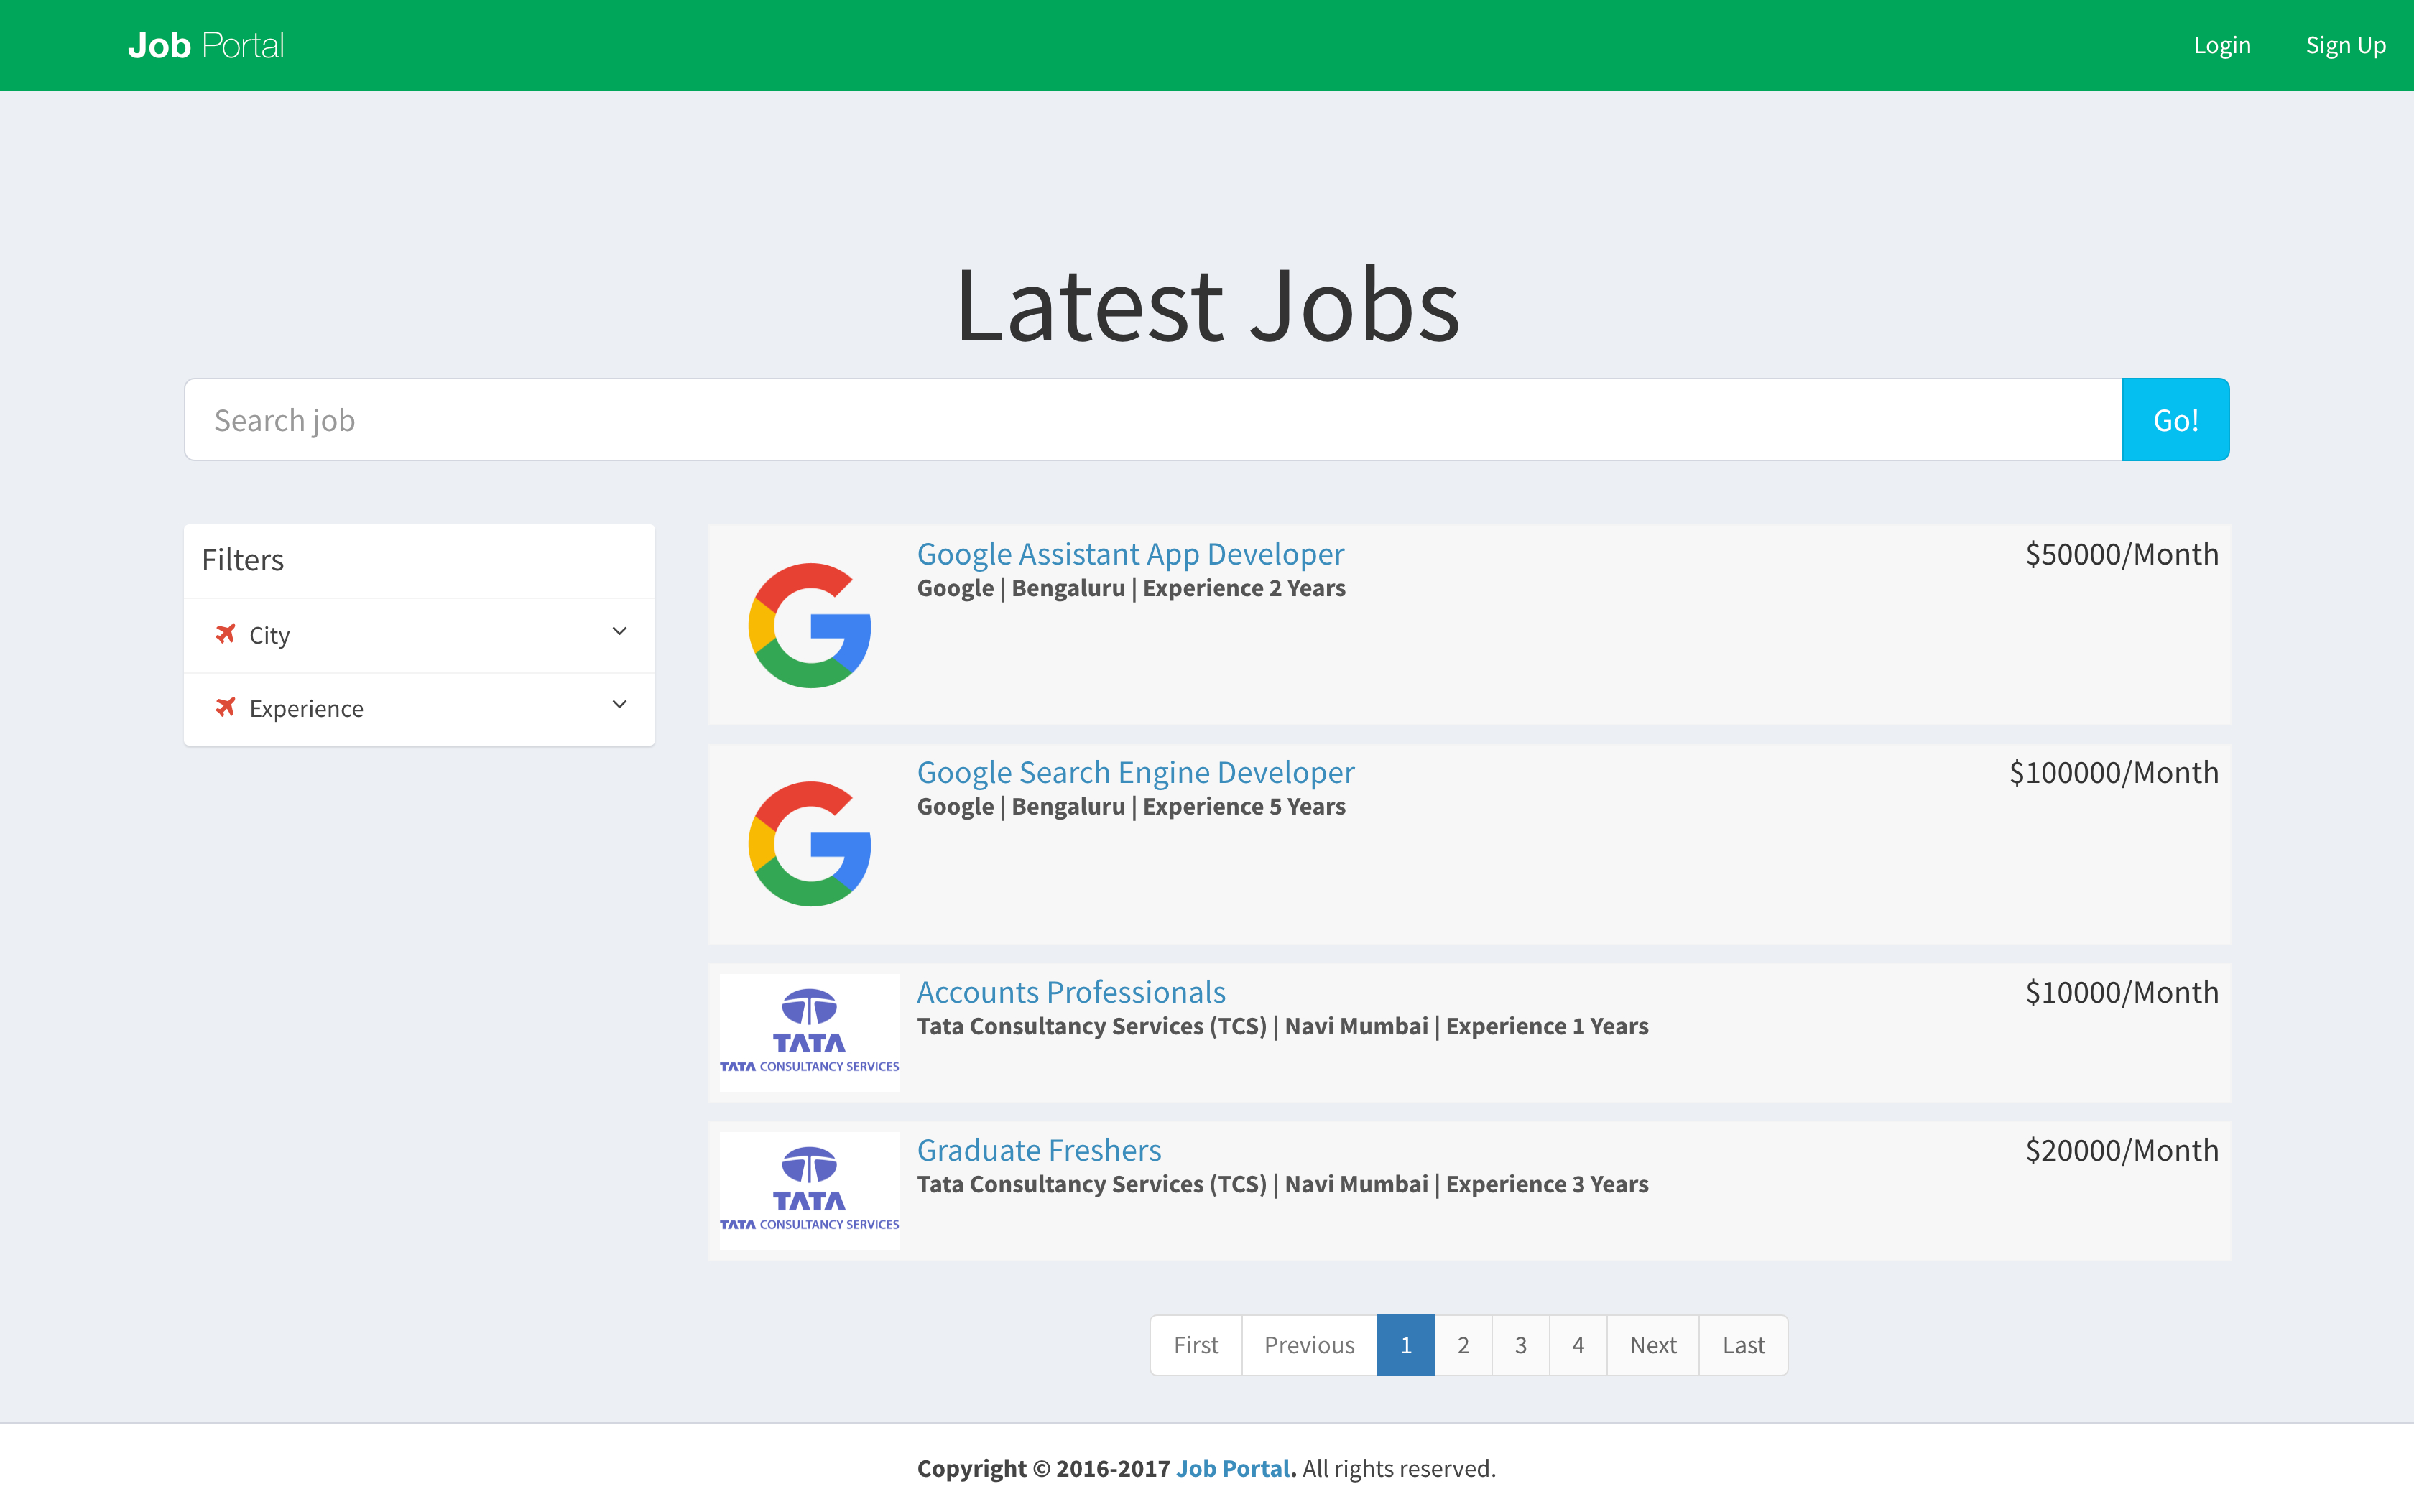 Job Portal
Login
Sign Up
Latest Jobs
Search job
Go!
Filters
City
Experience
Google Assistant App Developer
$50000/Month
Google | Bengaluru | Experience 2 Years
Google Search Engine Developer
$100000/Month
Google | Bengaluru | Experience 5 Years
TATA
TATA CONSULTANCY SERVICES
Accounts Professionals
$10000/Month
Tata Consultancy Services (TCS) | Navi Mumbai | Experience 1 Years
TATA
TATA CONSULTANCY SERVICES
Graduate Freshers
$20000/Month
Tata Consultancy Services (TCS) | Navi Mumbai | Experience 3 Years
First Previous 1 2 3 4 Next Last
Copyright © 2016-2017 Job Portal. All rights reserved.